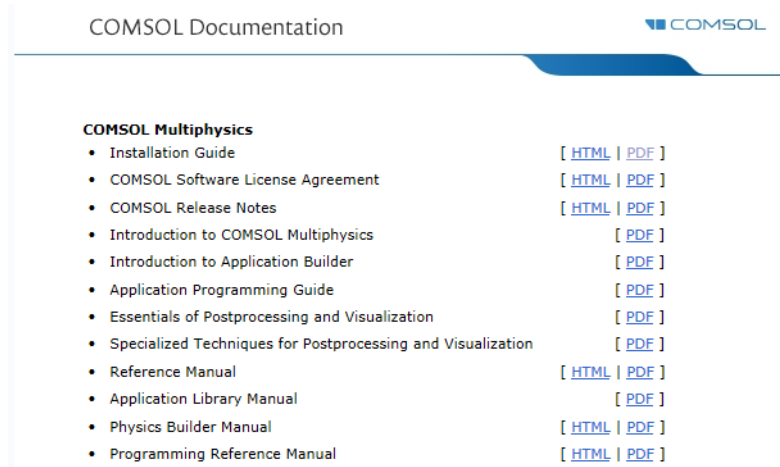 COMSOL Documentation
COMSOL
COMSOL Multiphysics
• Installation Guide [ HTML | PDF ]
• COMSOL Software License Agreement [ HTML | PDF ]
• COMSOL Release Notes [ HTML | PDF ]
• Introduction to COMSOL Multiphysics [ PDF ]
• Introduction to Application Builder [ PDF ]
• Application Programming Guide [ PDF ]
• Essentials of Postprocessing and Visualization [ PDF ]
• Specialized Techniques for Postprocessing and Visualization [ PDF ]
• Reference Manual [ HTML | PDF ]
• Application Library Manual [ PDF ]
• Physics Builder Manual [ HTML | PDF ]
• Programming Reference Manual [ HTML | PDF ]